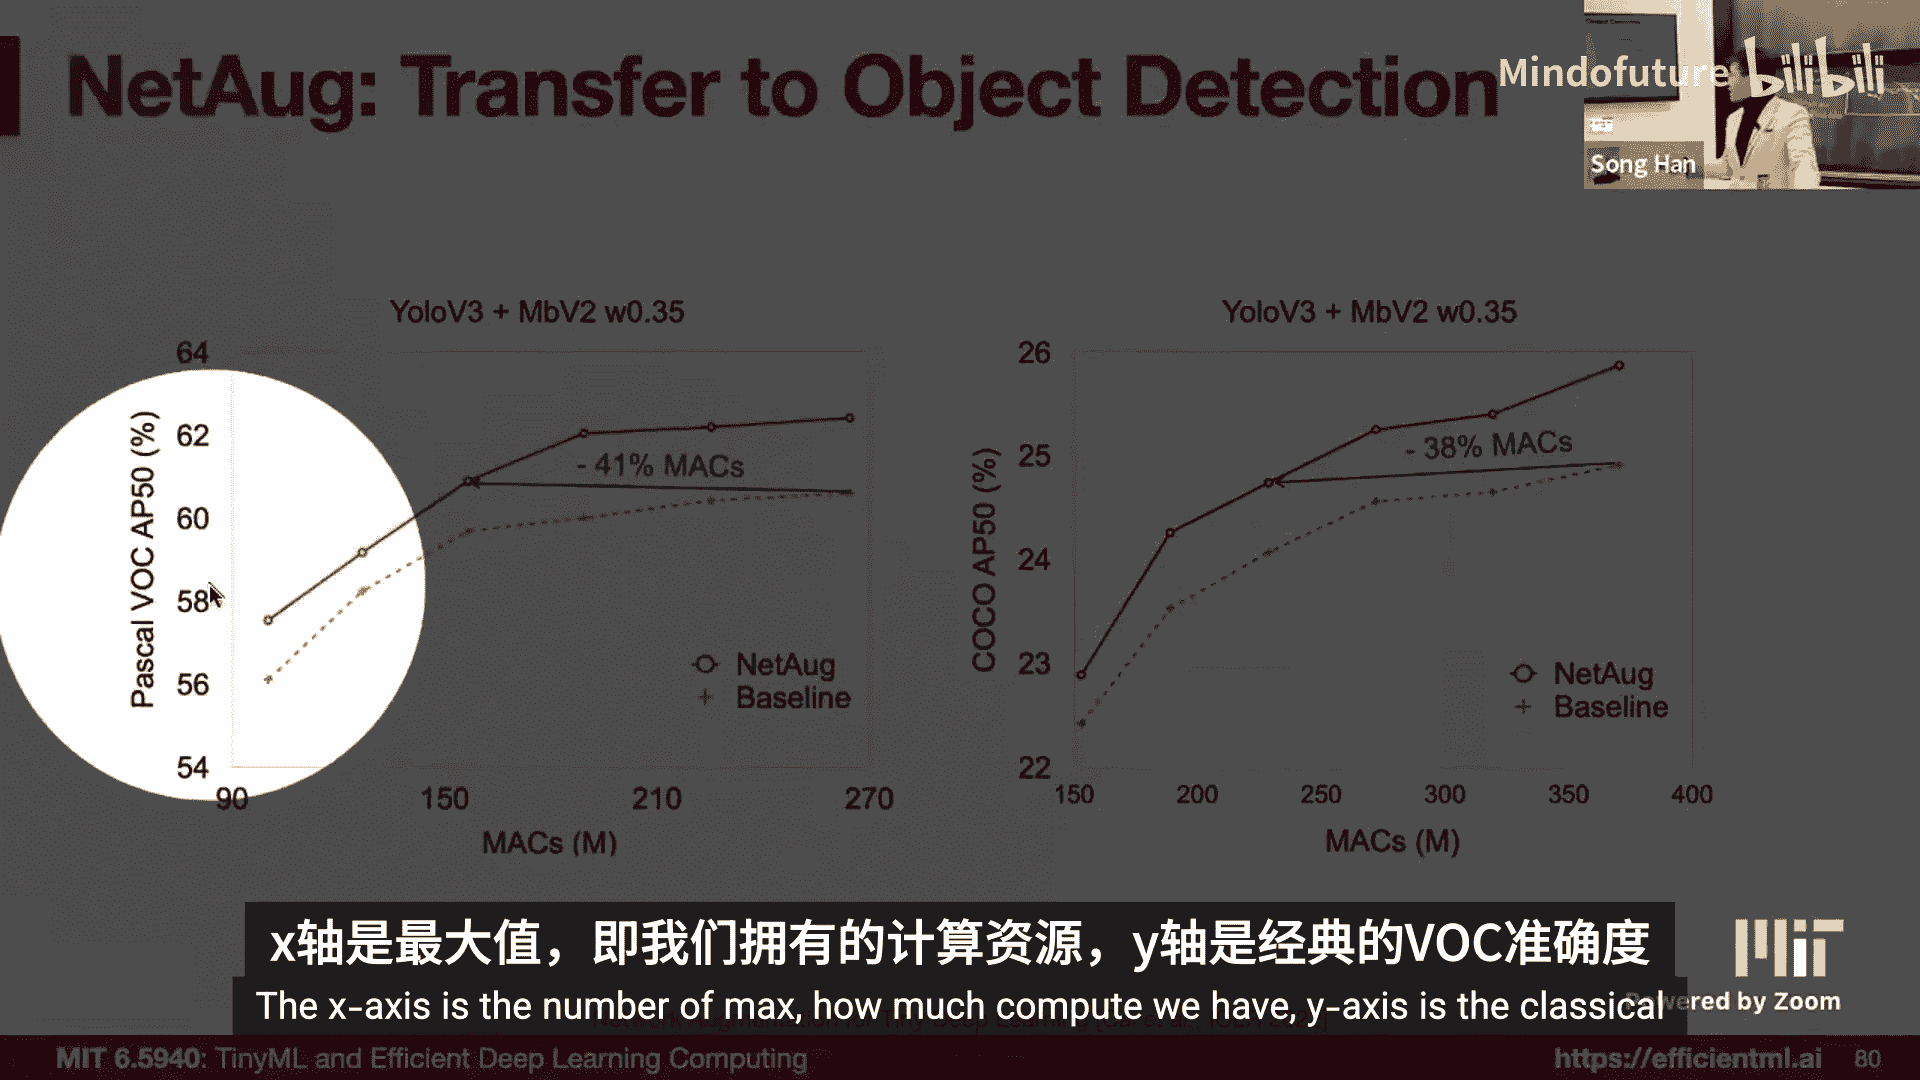 NetAug: Transfer to Object Detection
Mindofuture
bilibili
Song Han
YoloV3 + MbV2 w0.35
64
62
60
58
56
54
Pascal VOC AP50 (%)
- 41% MACs
NetAug
Baseline
90
150
210
270
MACs (M)
YoloV3 + MbV2 w0.35
26
25
24
23
22
COCO AP50 (%)
- 38% MACs
NetAug
Baseline
150
200
250
300
350
400
MACs (M)
x轴是最大值，即我们拥有的计算资源，y轴是经典的VOC准确度
The x-axis is the number of max, how much compute we have, y-axis is the classical
MIT
Powered by Zoom
MIT 6.5940: TinyML and Efficient Deep Learning Computing
https://efficientml.ai
80